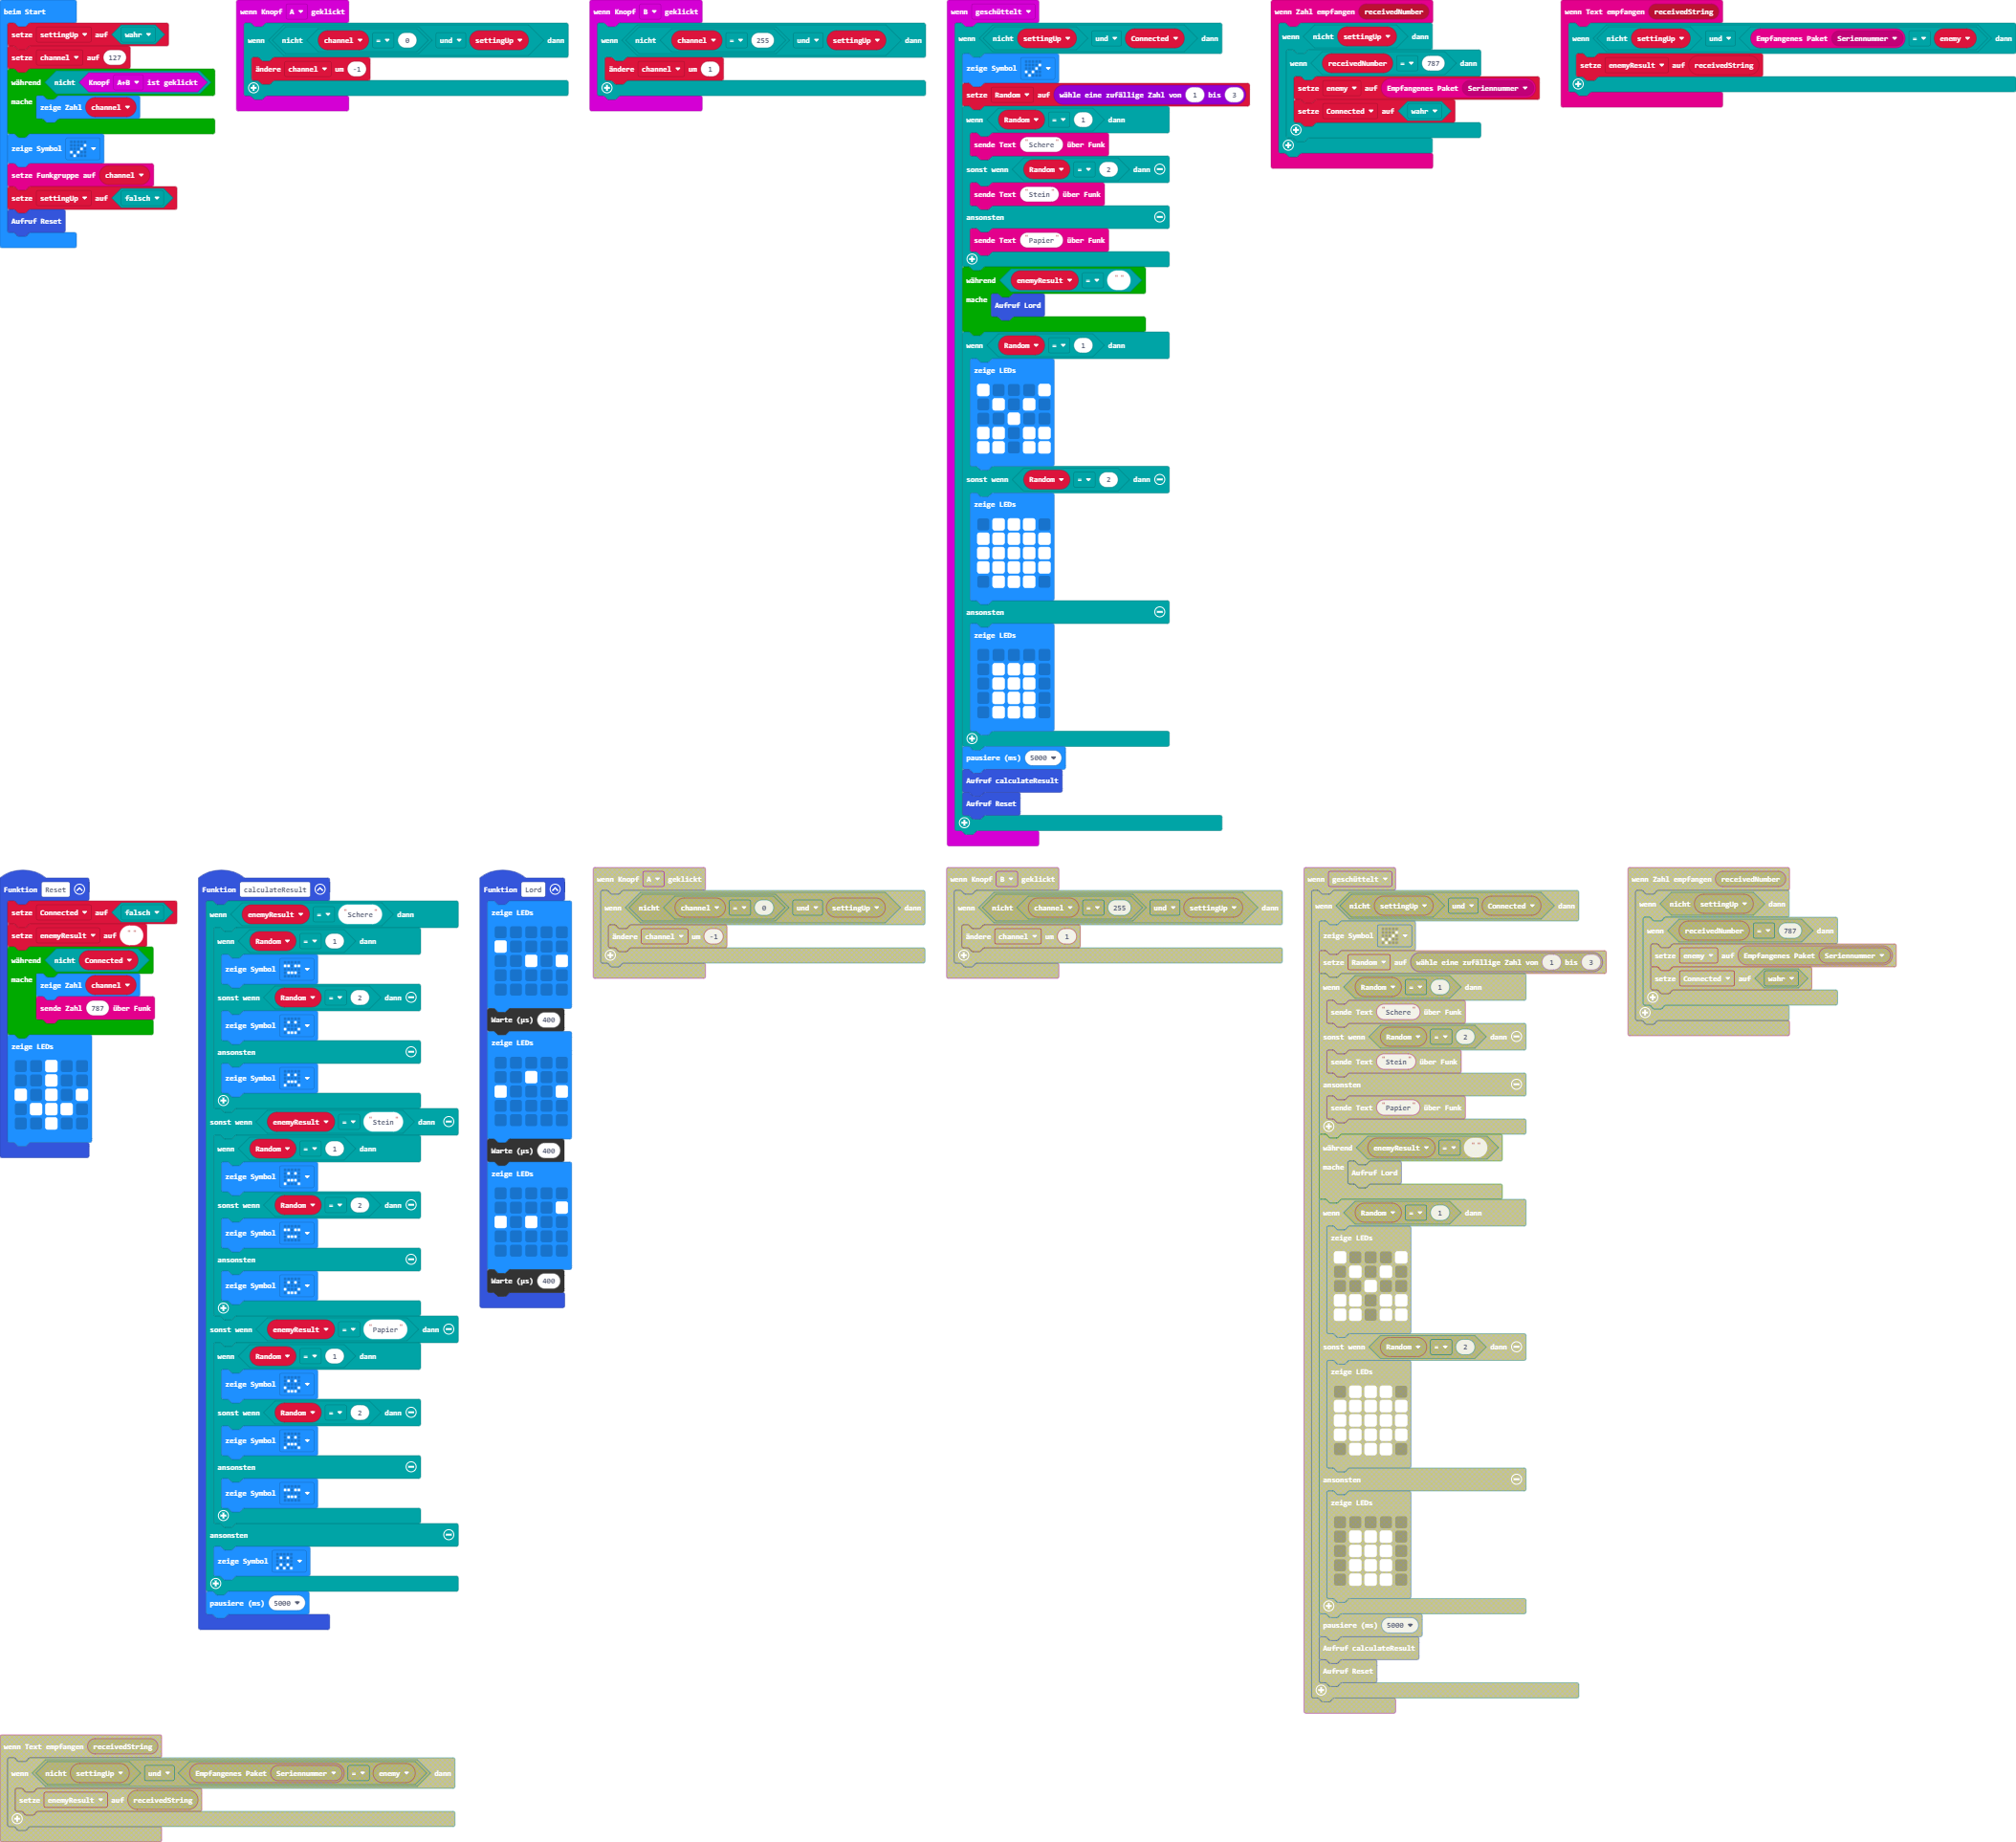 beim Start
setze settingUp auf wahr
setze channel auf 127
während nicht Knopf A+B ist geklickt
mache zeige Zahl channel
zeige Symbol
setze Funkgruppe auf channel
setze settingUp auf falsch
Aufruf Reset
wenn Knopf A geklickt
wenn nicht channel = 0 und settingUp dann
ändere channel um -1
wenn Knopf B geklickt
wenn nicht channel = 255 und settingUp dann
ändere channel um 1
wenn geschüttelt
wenn nicht settingUp und Connected dann
zeige Symbol
setze Random auf wähle eine zufällige Zahl von 1 bis 3
wenn Random = 1 dann
sende Text "Schere" über Funk
sonst wenn Random = 2 dann
sende Text "Stein" über Funk
ansonsten
sende Text "Papier" über Funk
während enemyResult = ""
mache Aufruf Lord
wenn Random = 1 dann
zeige LEDs
sonst wenn Random = 2 dann
zeige LEDs
ansonsten
zeige LEDs
pausiere (ms) 5000
Aufruf calculateResult
Aufruf Reset
wenn Zahl empfangen receivedNumber
wenn nicht settingUp dann
wenn receivedNumber = 787 dann
setze enemy auf Empfangenes Paket Seriennummer
setze Connected auf wahr
wenn Text empfangen receivedString
wenn nicht settingUp und Empfangenes Paket Seriennummer = enemy dann
setze enemyResult auf receivedString
Funktion Reset
setze Connected auf falsch
setze enemyResult auf ""
während nicht Connected
mache zeige Zahl channel
sende Zahl 787 über Funk
zeige LEDs
Funktion calculateResult
wenn enemyResult = "Schere" dann
wenn Random = 1 dann
zeige Symbol
sonst wenn Random = 2 dann
zeige Symbol
ansonsten
zeige Symbol
sonst wenn enemyResult = "Stein" dann
wenn Random = 1 dann
zeige Symbol
sonst wenn Random = 2 dann
zeige Symbol
ansonsten
zeige Symbol
sonst wenn enemyResult = "Papier" dann
wenn Random = 1 dann
zeige Symbol
sonst wenn Random = 2 dann
zeige Symbol
ansonsten
zeige Symbol
ansonsten
zeige Symbol
pausiere (ms) 5000
Funktion Lord
zeige LEDs
Warte (µs) 400
zeige LEDs
Warte (µs) 400
zeige LEDs
Warte (µs) 400
wenn Knopf A geklickt
wenn nicht channel = 0 und settingUp dann
ändere channel um -1
wenn Knopf B geklickt
wenn nicht channel = 255 und settingUp dann
ändere channel um 1
wenn geschüttelt
wenn nicht settingUp und Connected dann
zeige Symbol
setze Random auf wähle eine zufällige Zahl von 1 bis 3
wenn Random = 1 dann
sende Text "Schere" über Funk
sonst wenn Random = 2 dann
sende Text "Stein" über Funk
ansonsten
sende Text "Papier" über Funk
während enemyResult = ""
mache Aufruf Lord
wenn Random = 1 dann
zeige LEDs
sonst wenn Random = 2 dann
zeige LEDs
ansonsten
zeige LEDs
pausiere (ms) 5000
Aufruf calculateResult
Aufruf Reset
wenn Zahl empfangen receivedNumber
wenn nicht settingUp dann
wenn receivedNumber = 787 dann
setze enemy auf Empfangenes Paket Seriennummer
setze Connected auf wahr
wenn Text empfangen receivedString
wenn nicht settingUp und Empfangenes Paket Seriennummer = enemy dann
setze enemyResult auf receivedString